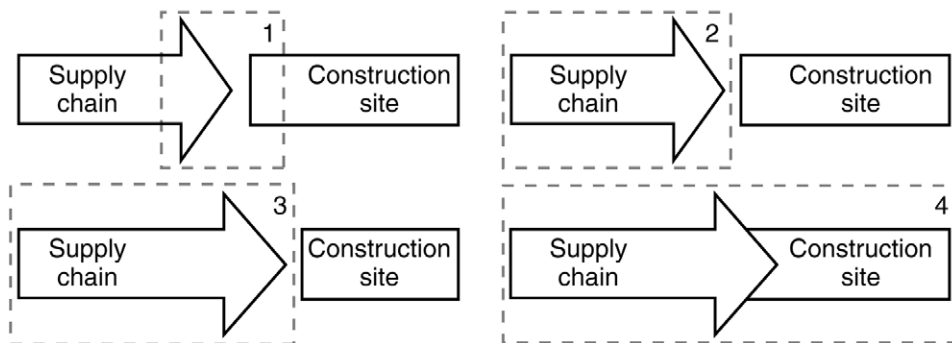 1
Supply
chain
Construction
site
2
Supply
chain
Construction
site
3
Supply
chain
Construction
site
4
Supply
chain
Construction
site